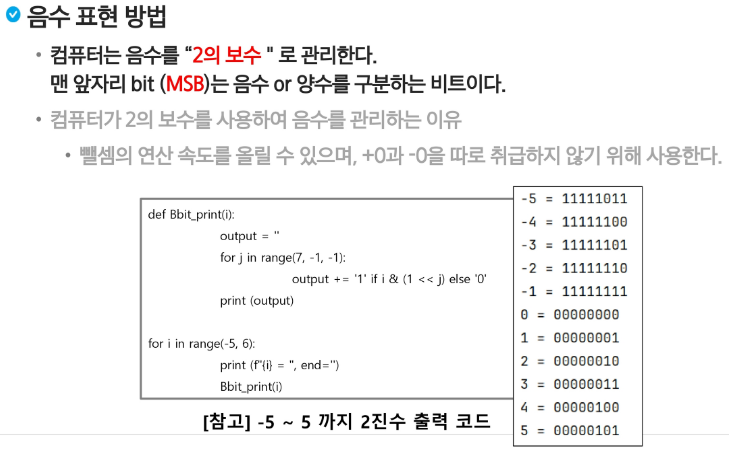 음수 표현 방법
• 컴퓨터는 음수를 “2의 보수 " 로 관리한다.
맨 앞자리 bit (MSB)는 음수 or 양수를 구분하는 비트이다.
• 컴퓨터가 2의 보수를 사용하여 음수를 관리하는 이유
• 뺄셈의 연산 속도를 올릴 수 있으며, +0과 -0을 따로 취급하지 않기 위해 사용한다.
def Bbit_print(i):
output = ''
for j in range(7, -1, -1):
output += '1' if i & (1 << j) else '0'
print (output)
for i in range(-5, 6):
print (f'{i} = '', end='')
Bbit_print(i)
-5 = 11111011
-4 = 11111100
-3 = 11111101
-2 = 11111110
-1 = 11111111
0 = 00000000
1 = 00000001
2 = 00000010
3 = 00000011
4 = 00000100
5 = 00000101
[참고] -5 ~ 5 까지 2진수 출력 코드